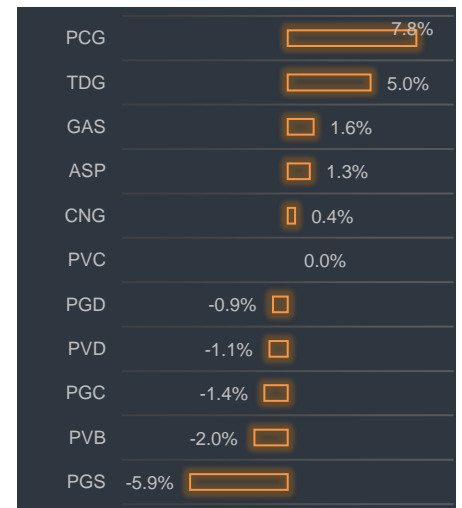 PCG 7.8%
TDG 5.0%
GAS 1.6%
ASP 1.3%
CNG 0.4%
PVC 0.0%
PGD -0.9%
PVD -1.1%
PGC -1.4%
PVB -2.0%
PGS -5.9%